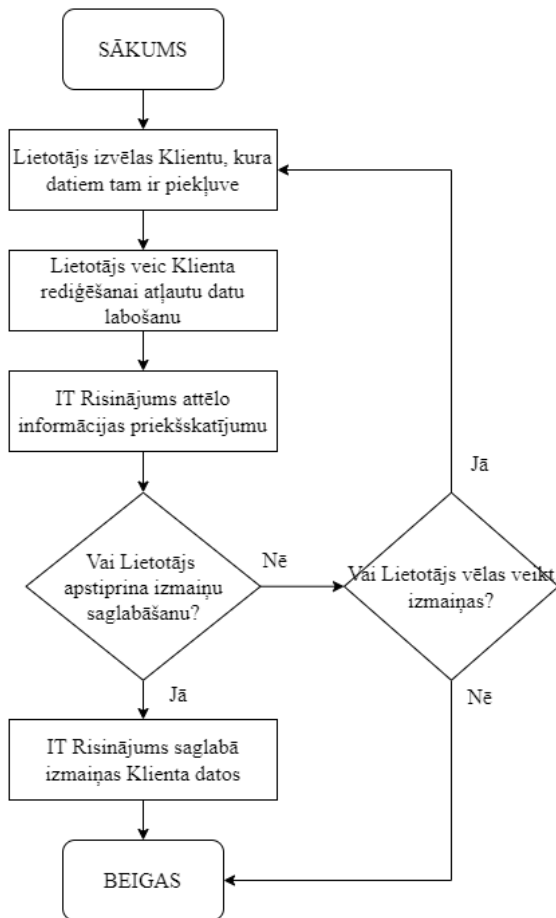 SĀKUMS
Lietotājs izvēlas Klientu, kura
datiem tam ir piekļuve
Lietotājs veic Klienta
rediģēšanai atļautu datu
labošanu
IT Risinājums attēlo
informācijas priekšskatījumu
Vai Lietotājs
apstiprina izmaiņu
saglabāšanu?
Nē
Jā
Vai Lietotājs vēlas veikt
izmaiņas?
Jā
Nē
IT Risinājums saglabā
izmaiņas Klienta datos
BEIGAS